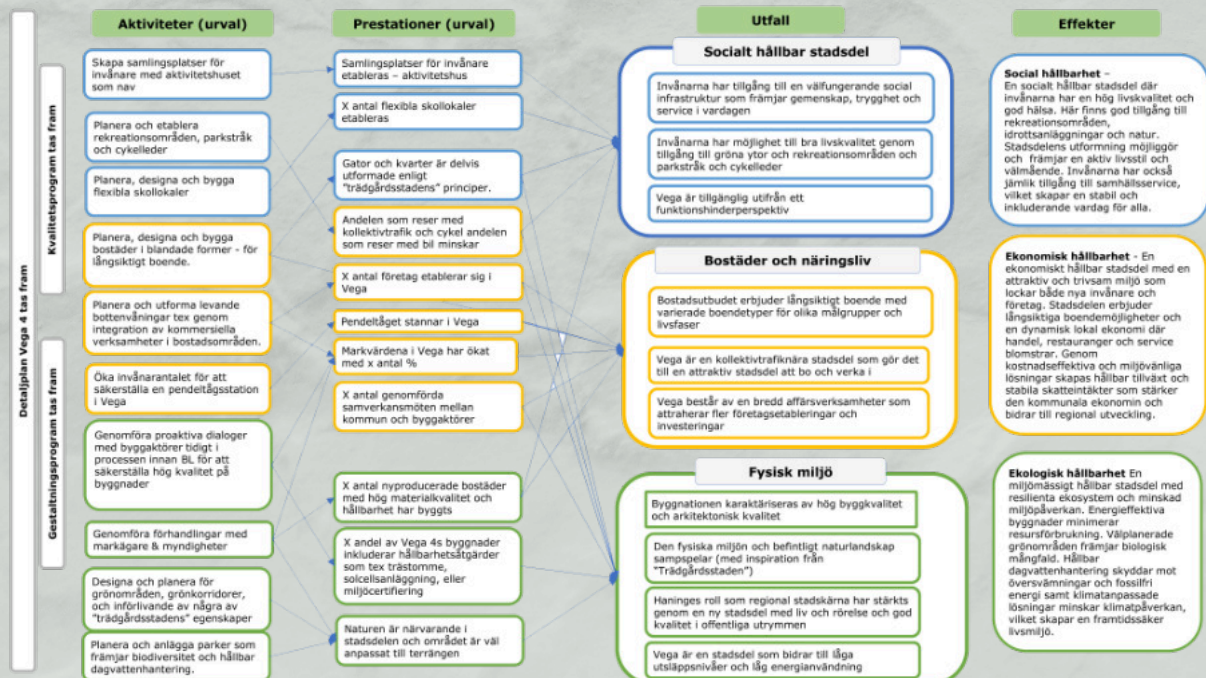 Detaljplan Vega 4 tas fram
Kvalitetsprogram tas fram
Gestaltningsprogram tas fram
Aktiviteter (urval)
Skapa samlingsplatser för
invånare med aktivitetshuset
som nav
Planera och etablera
rekreationsområden, parkstråk
och cykelleder
Planera, designa och bygga
flexibla skollokaler
Planera, designa och bygga
bostäder i blandade former - för
långsiktigt boende.
Planera och utforma levande
bottenvåningar tex genom
integration av kommersiella
verksamheter i bostadsområden.
Öka invånarantalet för att
säkerställa en pendeltågsstation
i Vega
Genomföra proaktiva dialoger
med byggaktörer tidigt i
processen innan BL för att
säkerställa hög kvalitet på
byggnader
Genomföra förhandlingar med
markägare & myndigheter
Designa och planera för
grönområden, grönkorridorer,
och införlivande av några av
"trädgårdsstadens" egenskaper
Planera och anlägga parker som
främjar biodiversitet och hållbar
dagvattenhantering.
Prestationer (urval)
Samlingsplatser för invånare
etableras – aktivitetshus
X antal flexibla skollokaler
etableras
Gator och kvarter är delvis
utformade enligt
"trädgårdsstadens" principer.
Andelen som reser med
kollektivtrafik och cykel andelen
som reser med bil minskar
X antal företag etablerar sig i
Vega
Pendeltåget stannar i Vega
Markvärdena i Vega har ökat
med x antal %
X antal genomförda
samverkansmöten mellan
kommun och byggaktörer
X antal nyproducerade bostäder
med hög materialkvalitet och
hållbarhet har byggts
X andel av Vega 4s byggnader
inkluderar hållbarhetsåtgärder
som tex trästomme,
solcellsanläggning, eller
miljöcertifiering
Naturen är närvarande i
stadsdelen och området är väl
anpassat till terrängen
Utfall
Socialt hållbar stadsdel
Invånarna har tillgång till en välfungerande social
infrastruktur som främjar gemenskap, trygghet och
service i vardagen
Invånarna har möjlighet till bra livskvalitet genom
tillgång till gröna ytor och rekreationsområden och
parkstråk och cykelleder
Vega är tillgänglig utifrån ett
funktionshinderperspektiv
Bostäder och näringsliv
Bostadsutbudet erbjuder långsiktigt boende med
varierade boendetyper för olika målgrupper och
livsfaser
Vega är en kollektivtrafiknära stadsdel som gör det
till en attraktiv stadsdel att bo och verka i
Vega består av en bredd affärsverksamheter som
attraherar fler företagsetableringar och
investeringar
Fysisk miljö
Byggnationen karaktäriseras av hög byggkvalitet
och arkitektonisk kvalitet
Den fysiska miljön och befintligt naturlandskap
sampspelar (med inspiration från
"Trädgårdsstaden")
Haninges roll som regional stadskärna har stärkts
genom en ny stadsdel med liv och rörelse och god
kvalitet i offentliga utrymmen
Vega är en stadsdel som bidrar till låga
utsläppsnivåer och låg energianvändning
Effekter
Social hållbarhet –
En socialt hållbar stadsdel där
invånarna har en hög livskvalitet och
god hälsa. Här finns god tillgång till
rekreationsområden,
idrottsanläggningar och natur.
Stadsdelens utformning möjliggör
och främjar en aktiv livsstil och
välmående. Invånarna har också
jämlik tillgång till samhällsservice,
vilket skapar en stabil och
inkluderande vardag för alla.
Ekonomisk hållbarhet - En
ekonomiskt hållbar stadsdel med en
attraktiv och trivsam miljö som
lockar både nya invånare och
företag. Stadsdelen erbjuder
långsiktiga boendemöjligheter och
en dynamisk lokal ekonomi där
handel, restauranger och service
blomstrar. Genom
kostnadseffektiva och miljövänliga
lösningar skapas hållbar tillväxt och
stabila skatteintäkter som stärker
den kommunala ekonomin och
bidrar till regional utveckling.
Ekologisk hållbarhet En
miljömässigt hållbar stadsdel med
resilienta ekosystem och minskad
miljöpåverkan. Energieffektiva
byggnader minimerar
resursförbrukning. Välplanerade
grönområden främjar biologisk
mångfald. Hållbar
dagvattenhantering skyddar mot
översvämningar och fossilfri
energi samt klimatanpassade
lösningar minskar klimatpåverkan,
vilket skapar en framtidssäker
livsmiljö.